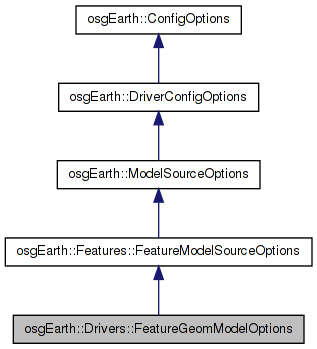 osgEarth::ConfigOptions
osgEarth::DriverConfigOptions
osgEarth::ModelSourceOptions
osgEarth::Features::FeatureModelSourceOptions
osgEarth::Drivers::FeatureGeomModelOptions